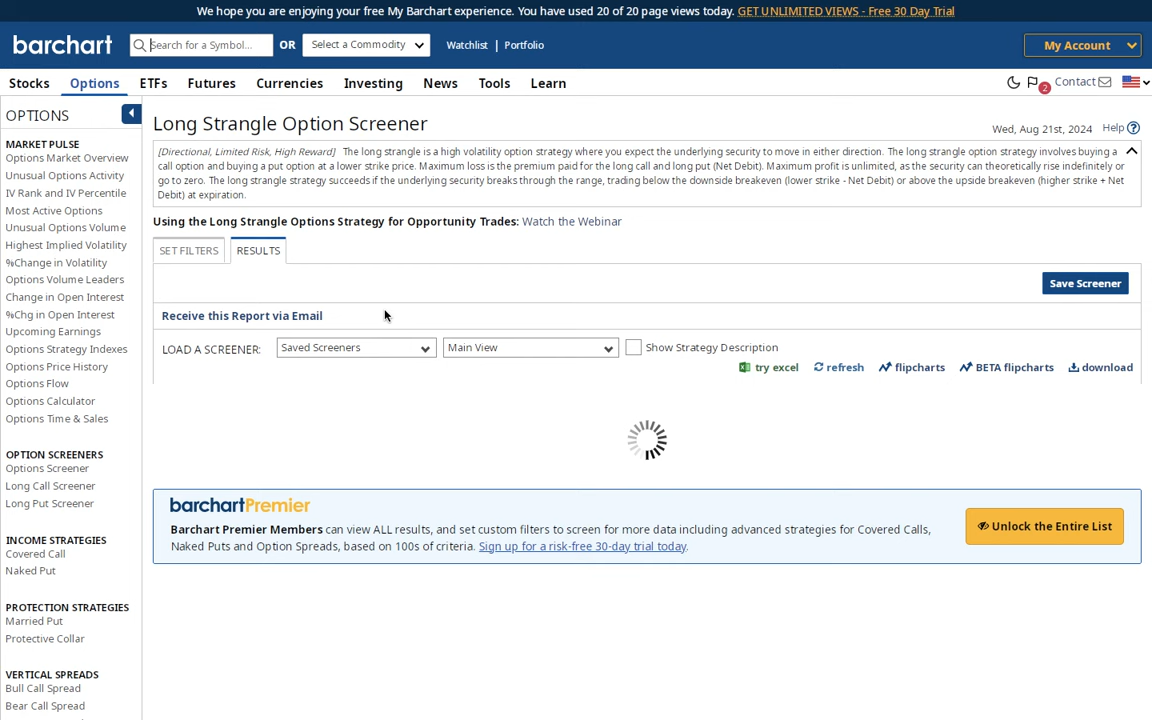 We hope you are enjoying your free My Barchart experience. You have used 20 of 20 page views today. GET UNLIMITED VIEWS - Free 30 Day Trial
barchart
Search for a Symbol...
OR
Select a Commodity
Watchlist | Portfolio
My Account
Stocks
Options
ETFs
Futures
Currencies
Investing
News
Tools
Learn
2
Contact
OPTIONS
MARKET PULSE
Options Market Overview
Unusual Options Activity
IV Rank and IV Percentile
Most Active Options
Unusual Options Volume
Highest Implied Volatility
%Change in Volatility
Options Volume Leaders
Change in Open Interest
%Chg in Open Interest
Upcoming Earnings
Options Strategy Indexes
Options Price History
Options Flow
Options Calculator
Options Time & Sales
OPTION SCREENERS
Options Screener
Long Call Screener
Long Put Screener
INCOME STRATEGIES
Covered Call
Naked Put
PROTECTION STRATEGIES
Married Put
Protective Collar
VERTICAL SPREADS
Bull Call Spread
Bear Call Spread
Long Strangle Option Screener
Wed, Aug 21st, 2024
Help
[Directional, Limited Risk, High Reward] The long strangle is a high volatility option strategy where you expect the underlying security to move in either direction. The long strangle option strategy involves buying a
call option and buying a put option at a lower strike price. Maximum loss is the premium paid for the long call and long put (Net Debit). Maximum profit is unlimited, as the security can theoretically rise indefinitely or
go to zero. The long strangle strategy succeeds if the underlying security breaks through the range, trading below the downside breakeven (lower strike - Net Debit) or above the upside breakeven (higher strike + Net
Debit) at expiration.
Using the Long Strangle Options Strategy for Opportunity Trades: Watch the Webinar
SET FILTERS
RESULTS
Save Screener
Receive this Report via Email
LOAD A SCREENER:
Saved Screeners
Main View
Show Strategy Description
try excel
refresh
flipcharts
BETA flipcharts
download
barchartPremier
Barchart Premier Members can view ALL results, and set custom filters to screen for more data including advanced strategies for Covered Calls,
Naked Puts and Option Spreads, based on 100s of criteria. Sign up for a risk-free 30-day trial today.
Unlock the Entire List